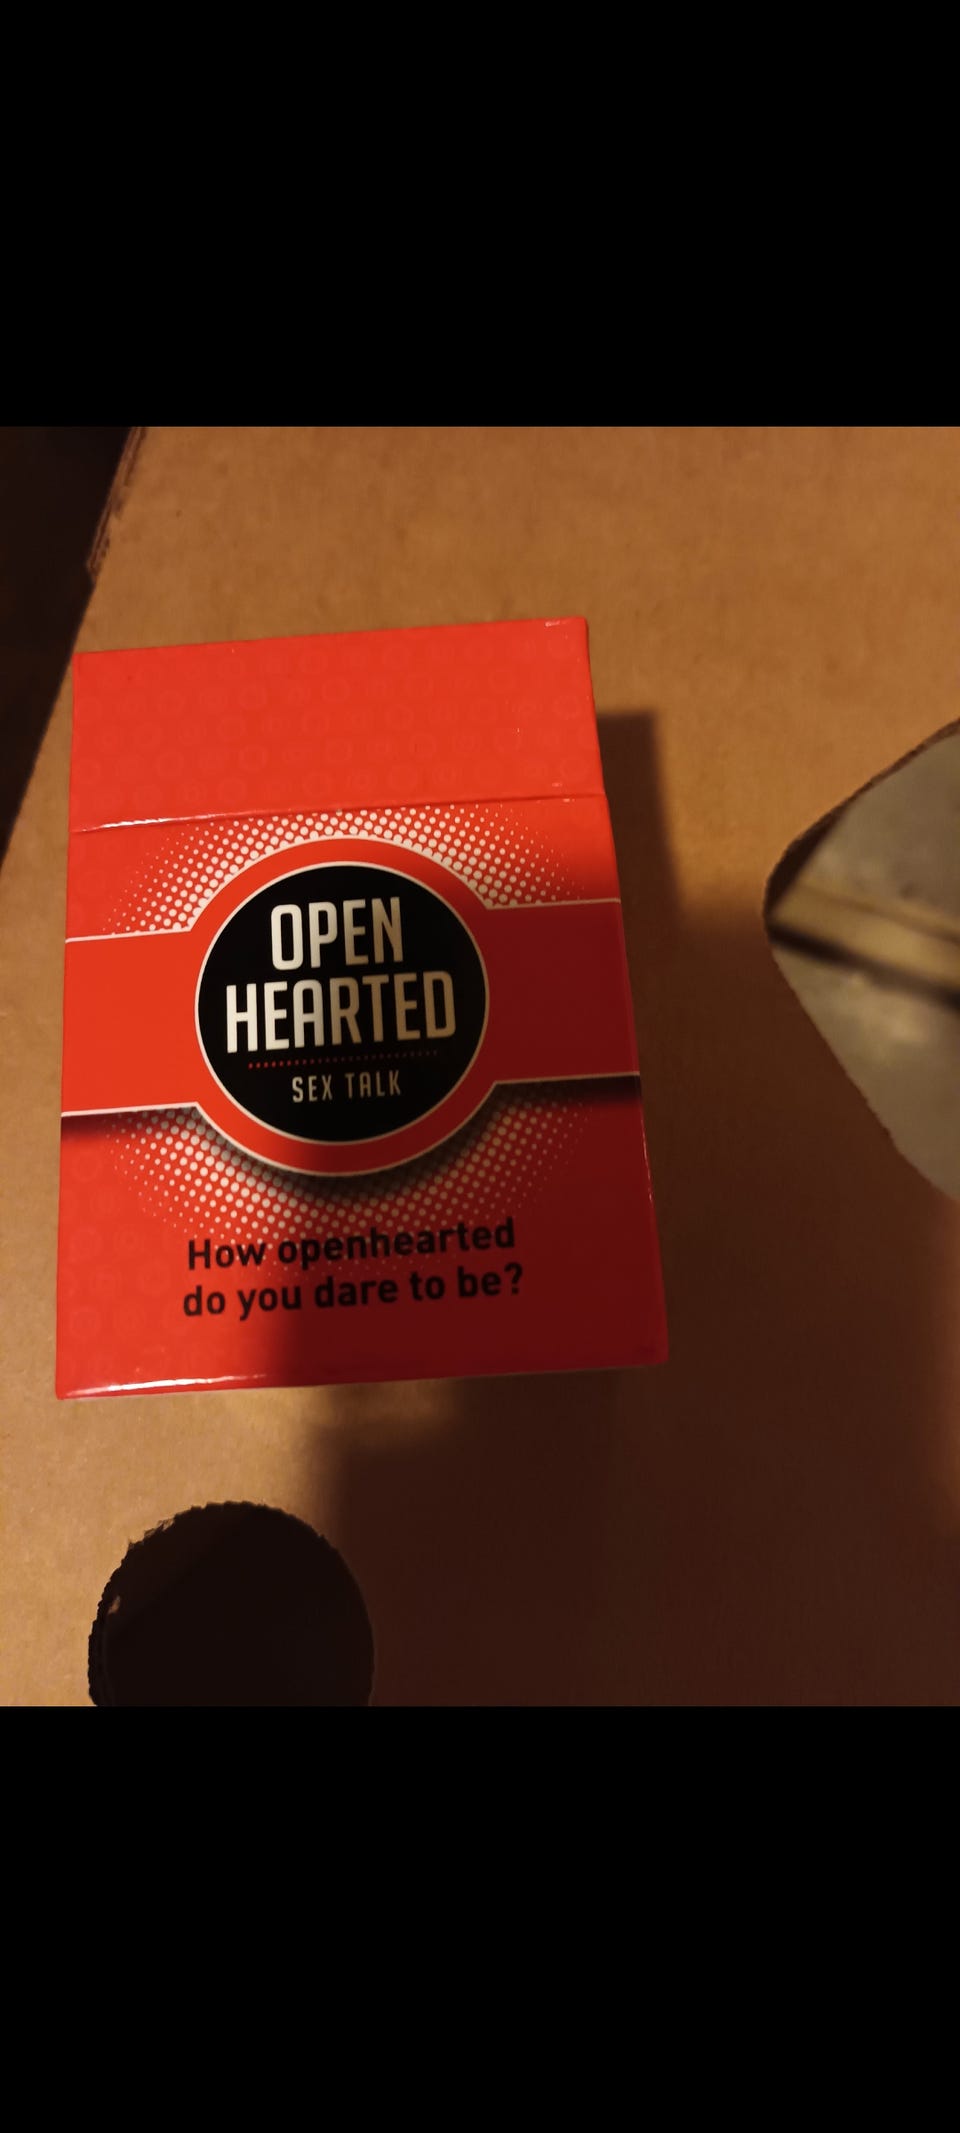 OPEN
HEARTED
SEX TALK
How openhearted
do you dare to be?